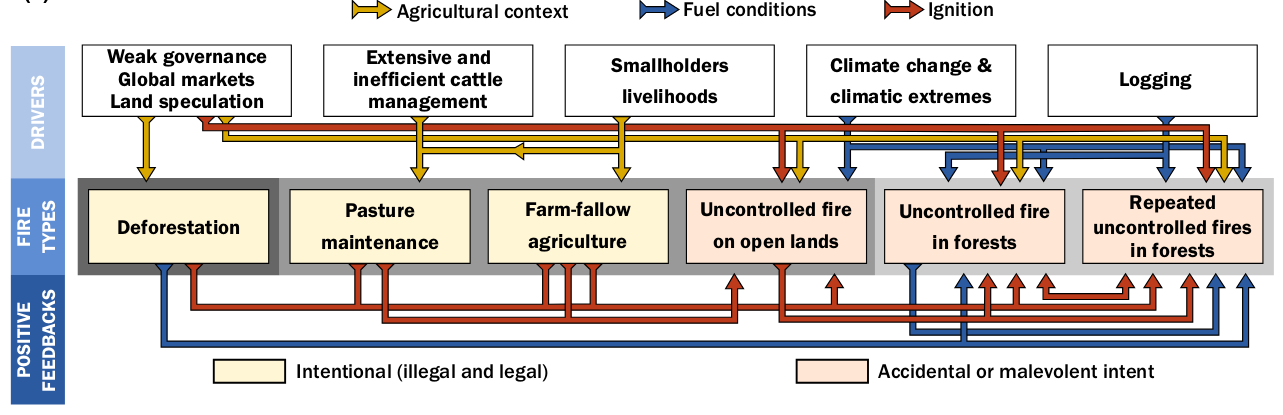 Agricultural context
Fuel conditions
Ignition
DRIVERS
Weak governance
Global markets
Land speculation
Extensive and
inefficient cattle
management
Smallholders
livelihoods
Climate change &
climatic extremes
Logging
FIRE
TYPES
Deforestation
Pasture
maintenance
Farm-fallow
agriculture
Uncontrolled fire
on open lands
Uncontrolled fire
in forests
Repeated
uncontrolled fires
in forests
POSITIVE
FEEDBACKS
Intentional (illegal and legal)
Accidental or malevolent intent